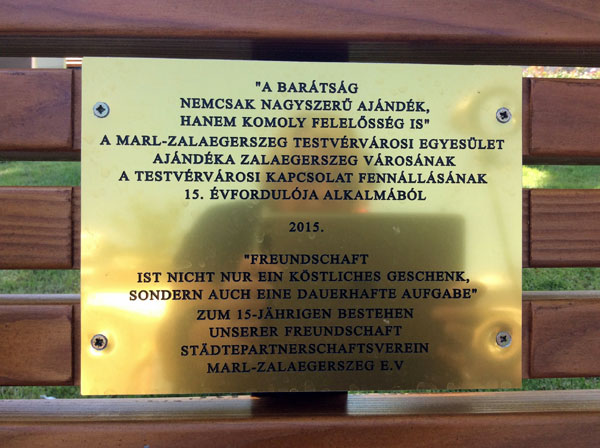 "A BARÁTSÁG
NEMCSAK NAGYSZERŰ AJÁNDÉK,
HANEM KOMOLY FELELŐSSÉG IS"
A MARL-ZALAEGERSZEG TESTVÉRVÁROSI EGYESÜLET
AJÁNDÉKA ZALAEGERSZEG VÁROSÁNAK
A TESTVÉRVÁROSI KAPCSOLAT FENNÁLLÁSÁNAK
15. ÉVFORDULÓJA ALKALMÁBÓL
2015.
"FREUNDSCHAFT
IST NICHT NUR EIN KÖSTLICHES GESCHENK,
SONDERN AUCH EINE DAUERHAFTE AUFGABE"
ZUM 15-JÄHRIGEN BESTEHEN
UNSERER FREUNDSCHAFT
STÄDTEPARTNERSCHAFTSVEREIN
MARL-ZALAEGERSZEG E.V